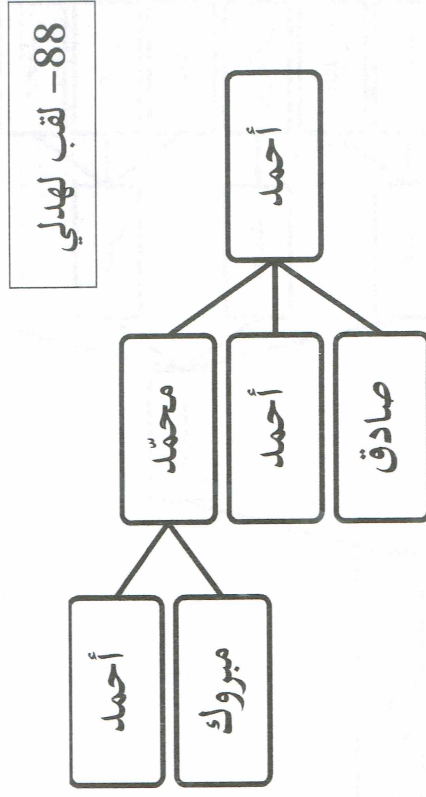 88- لقب لهدلي
أحمد
محمّد
أحمد
صادق
أحمد
مبروك